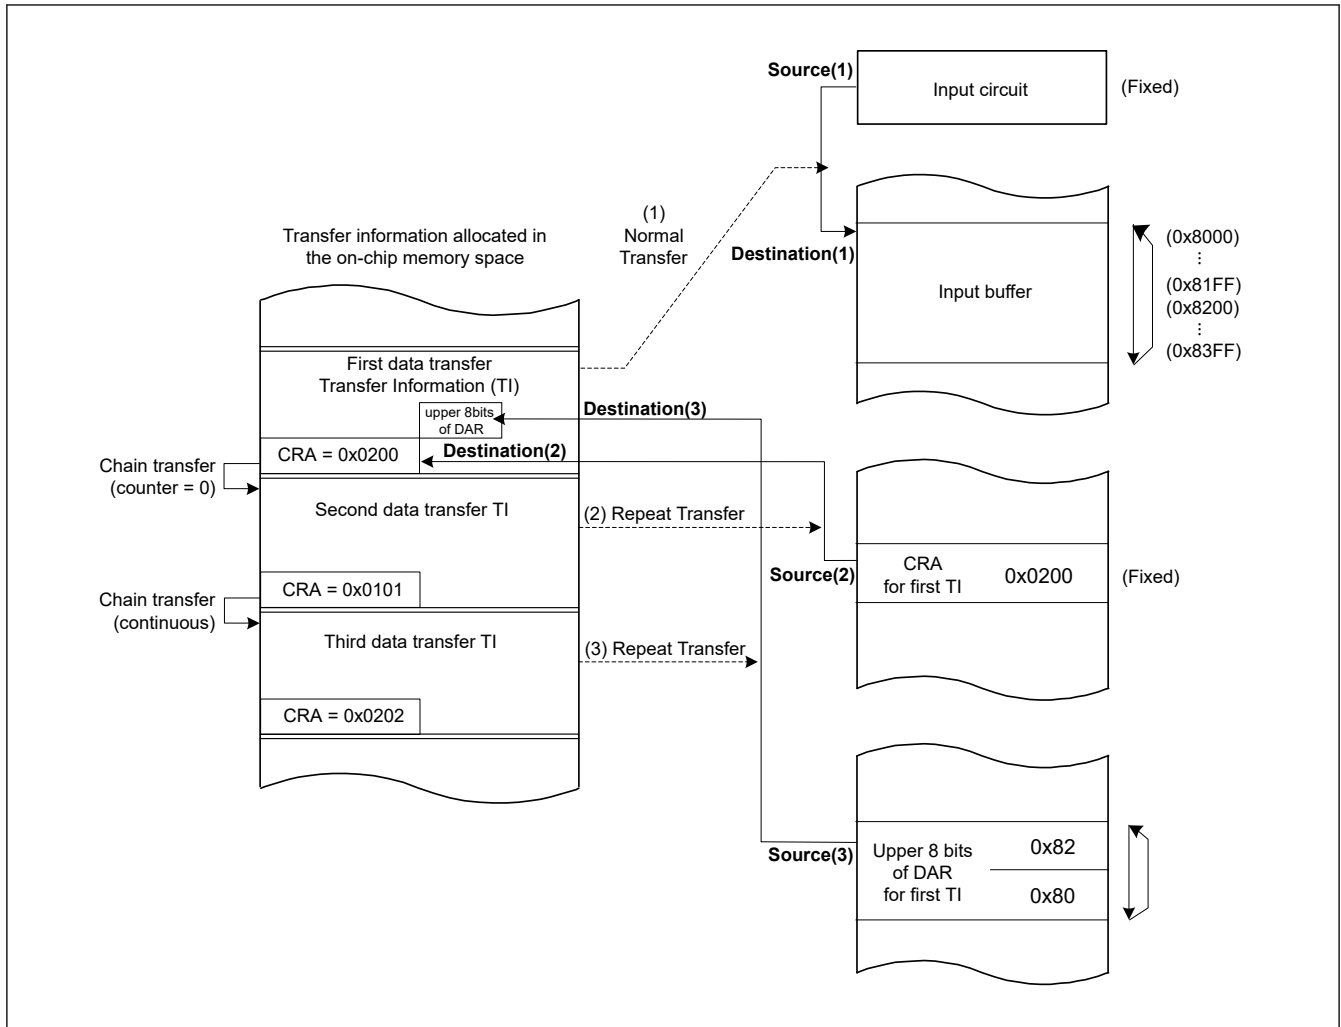 Source(1)
Input circuit
(Fixed)
(1)
Normal
Transfer
Destination(1)
Input buffer
(0x8000)
⋮
(0x81FF)
(0x8200)
⋮
(0x83FF)
Transfer information allocated in
the on-chip memory space
First data transfer
Transfer Information (TI)
upper 8bits
of DAR
Destination(3)
CRA = 0x0200
Destination(2)
Chain transfer
(counter = 0)
Second data transfer TI
(2) Repeat Transfer
CRA = 0x0101
Source(2)
CRA
for first TI
0x0200
(Fixed)
Chain transfer
(continuous)
Third data transfer TI
(3) Repeat Transfer
CRA = 0x0202
Source(3)
Upper 8 bits
of DAR
for first TI
0x82
0x80